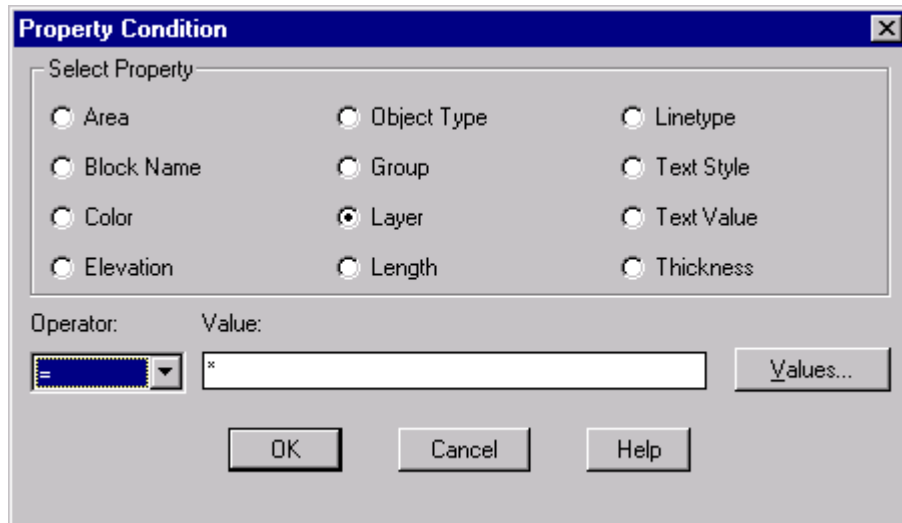 Property Condition
Select Property
Area
Object Type
Linetype
Block Name
Group
Text Style
Color
Layer
Text Value
Elevation
Length
Thickness
Operator:
Value:
=
*
Values...
OK
Cancel
Help